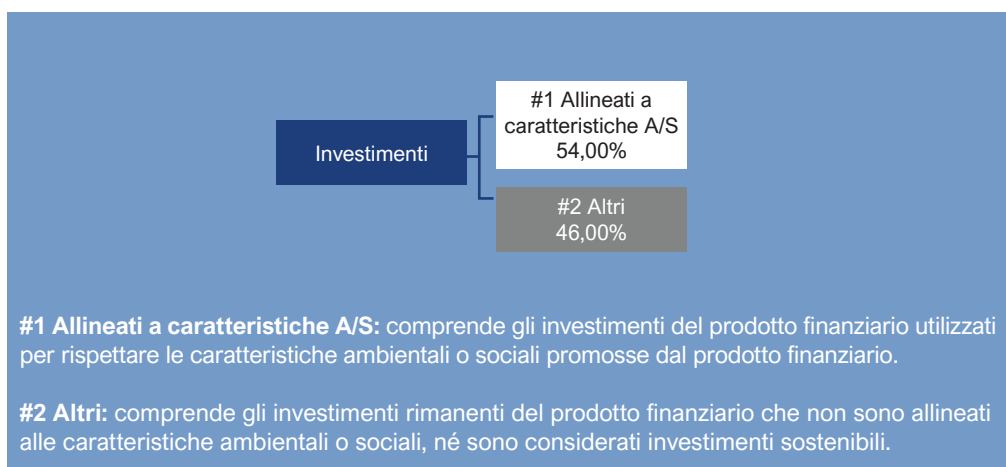 #1 Allineati a
caratteristiche A/S
54,00%
Investimenti
#2 Altri
46,00%
#1 Allineati a caratteristiche A/S: comprende gli investimenti del prodotto finanziario utilizzati
per rispettare le caratteristiche ambientali o sociali promosse dal prodotto finanziario.
#2 Altri: comprende gli investimenti rimanenti del prodotto finanziario che non sono allineati
alle caratteristiche ambientali o sociali, né sono considerati investimenti sostenibili.